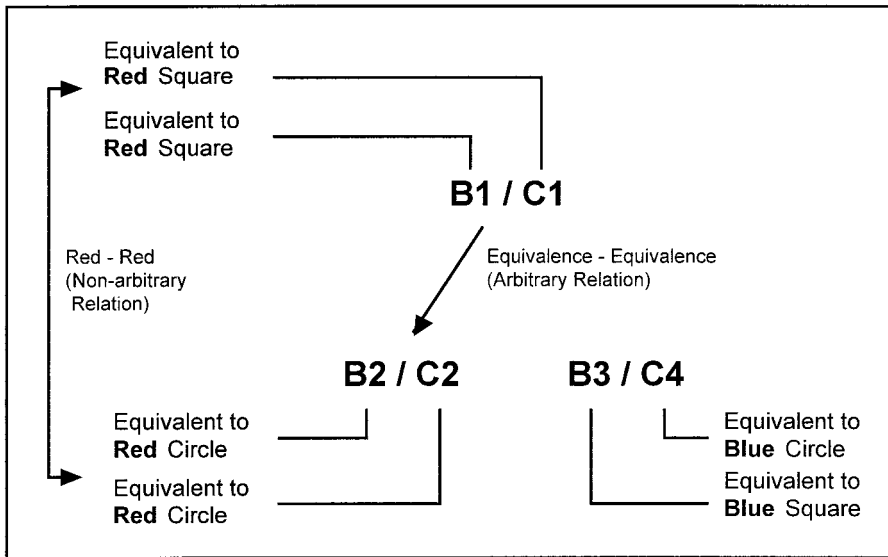 Equivalent to
Red Square
Equivalent to
Red Square
B1 / C1
Red - Red
(Non-arbitrary
Relation)
Equivalence - Equivalence
(Arbitrary Relation)
B2 / C2
B3 / C4
Equivalent to
Red Circle
Equivalent to
Red Circle
Equivalent to
Blue Circle
Equivalent to
Blue Square